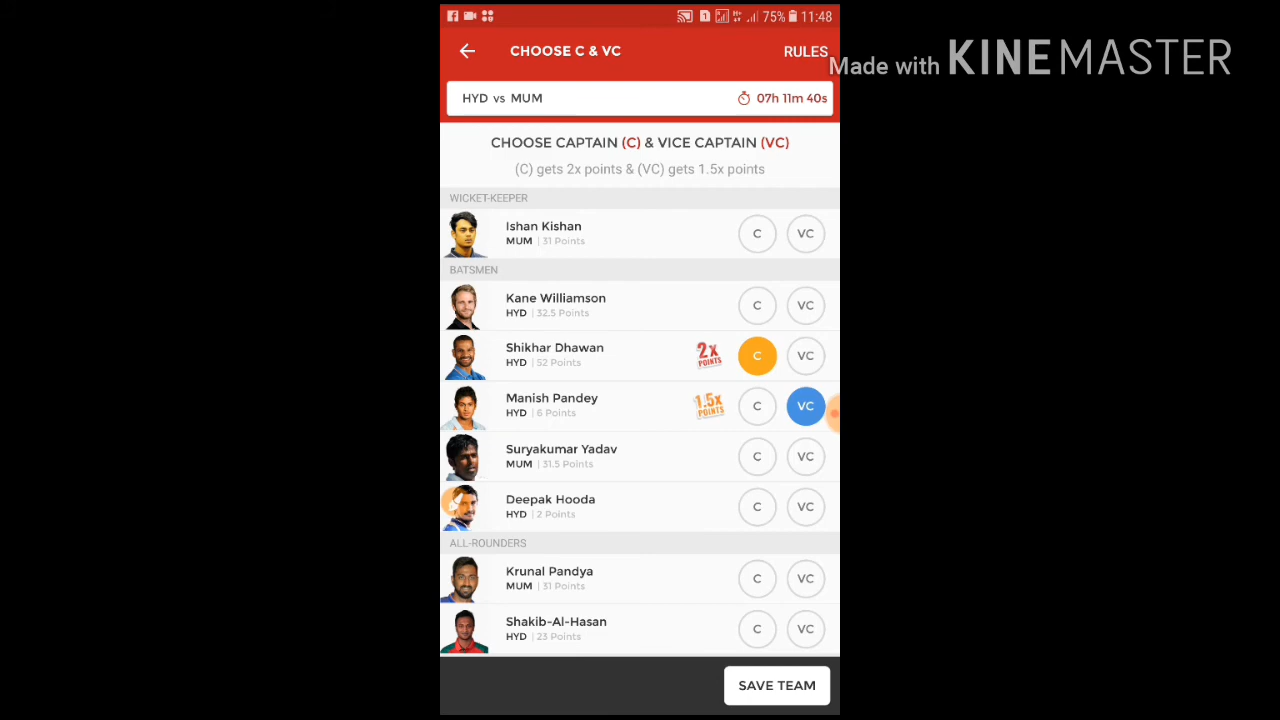 75% 11:48
CHOOSE C & VC
RULES
Made with KINEMASTER
HYD vs MUM
07h 11m 40s
CHOOSE CAPTAIN (C) & VICE CAPTAIN (VC)
(C) gets 2x points & (VC) gets 1.5x points
WICKET-KEEPER
Ishan Kishan
MUM | 31 Points
C VC
BATSMEN
Kane Williamson
HYD | 32.5 Points
C VC
Shikhar Dhawan
HYD | 52 Points
2x
POINTS
C VC
Manish Pandey
HYD | 6 Points
1.5x
POINTS
C VC
Suryakumar Yadav
MUM | 31.5 Points
C VC
Deepak Hooda
HYD | 2 Points
C VC
ALL-ROUNDERS
Krunal Pandya
MUM | 31 Points
C VC
Shakib-Al-Hasan
HYD | 23 Points
C VC
SAVE TEAM